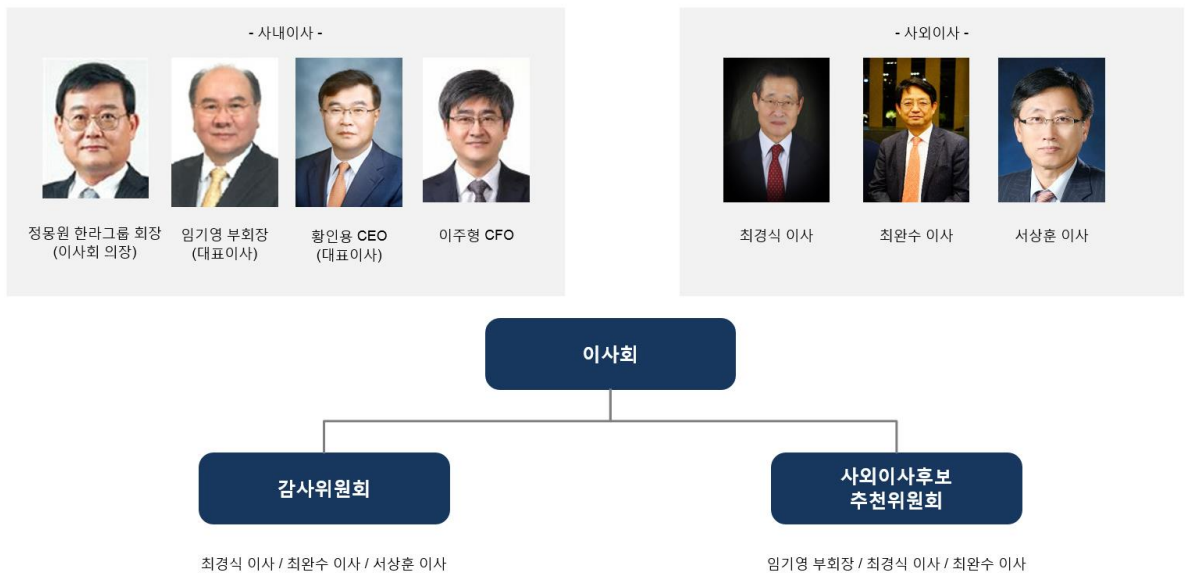 - 사내이사 -
정몽원 한라그룹 회장
(이사회 의장)
임기영 부회장
(대표이사)
황인용 CEO
(대표이사)
이주형 CFO
- 사외이사 -
최경식 이사
최완수 이사
서상훈 이사
이사회
감사위원회
최경식 이사 / 최완수 이사 / 서상훈 이사
사외이사후보
추천위원회
임기영 부회장 / 최경식 이사 / 최완수 이사